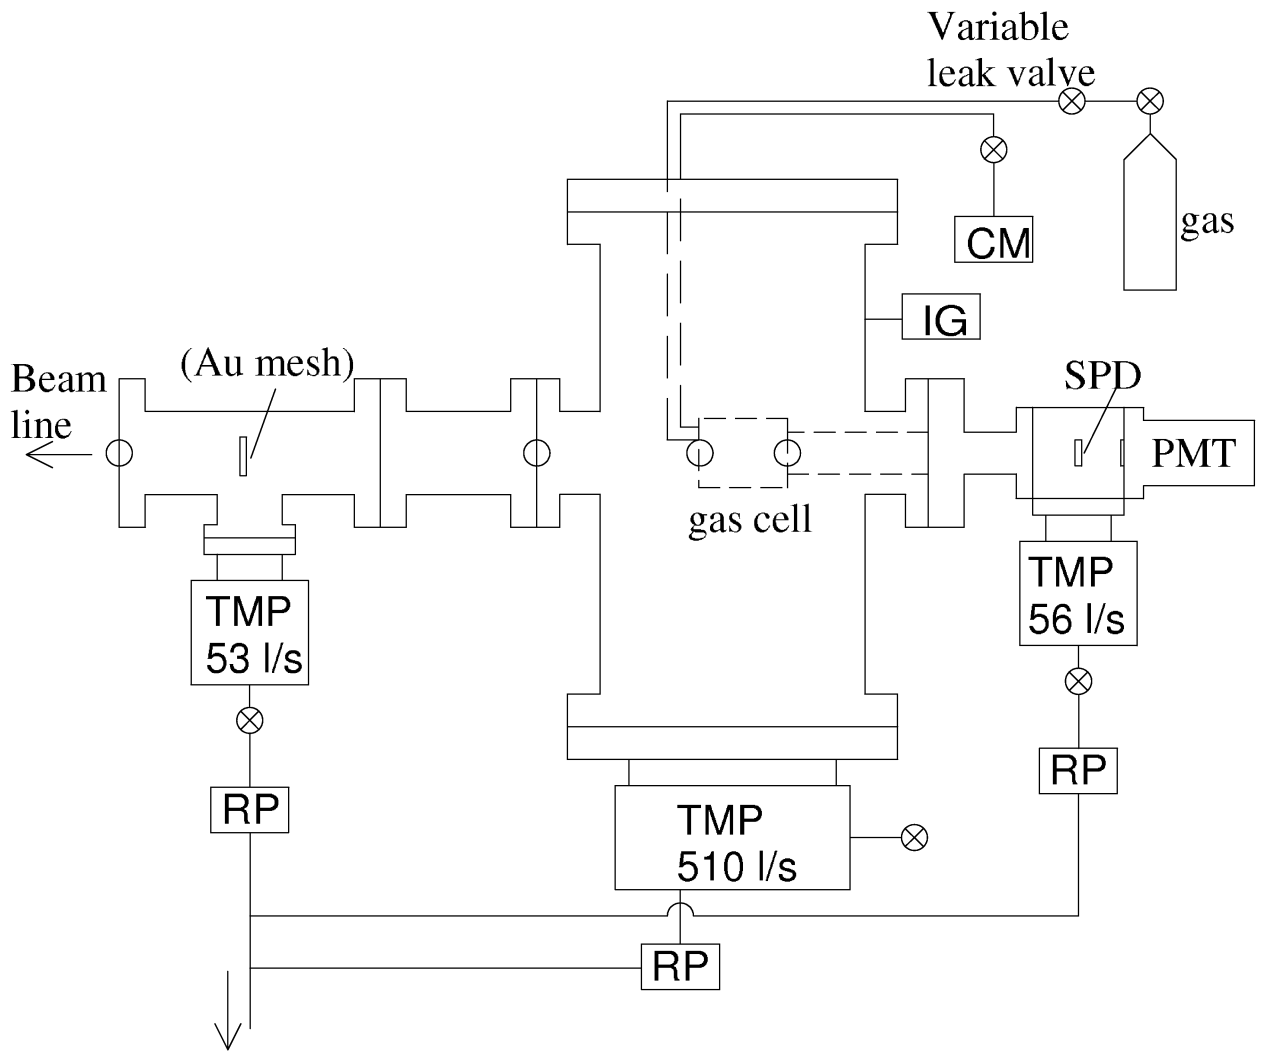 Variable
leak valve
gas
CM
IG
(Au mesh)
Beam
line
SPD
PMT
gas cell
TMP
56 l/s
TMP
53 l/s
RP
RP
TMP
510 l/s
RP